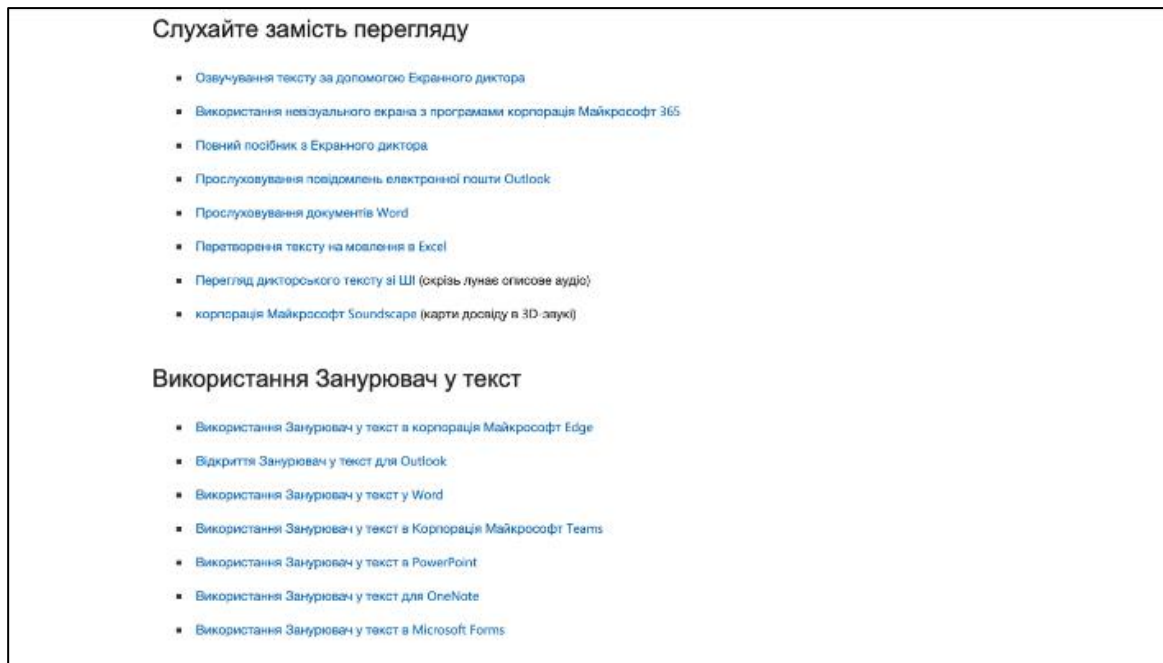 Слухайте замість перегляду
Озвучування тексту за допомогою Екранного диктора
Використання невізуального екрана з програмами корпорація Майкрософт 365
Повний посібник з Екранного диктора
Прослуховування повідомлень електронної пошти Outlook
Прослуховування документів Word
Перетворення тексту на мовлення в Excel
Перегляд дикторського тексту зі ШІ (скрізь лунає описове аудіо)
корпорація Майкрософт Soundscape (карти досвіду в 3D-звукі)
Використання Занурювач у текст
Використання Занурювач у текст в корпорація Майкрософт Edge
Відкриття Занурювач у текст для Outlook
Використання Занурювач у текст у Word
Використання Занурювач у текст в Корпорація Майкрософт Teams
Використання Занурювач у текст в PowerPoint
Використання Занурювач у текст для OneNote
Використання Занурювач у текст в Microsoft Forms